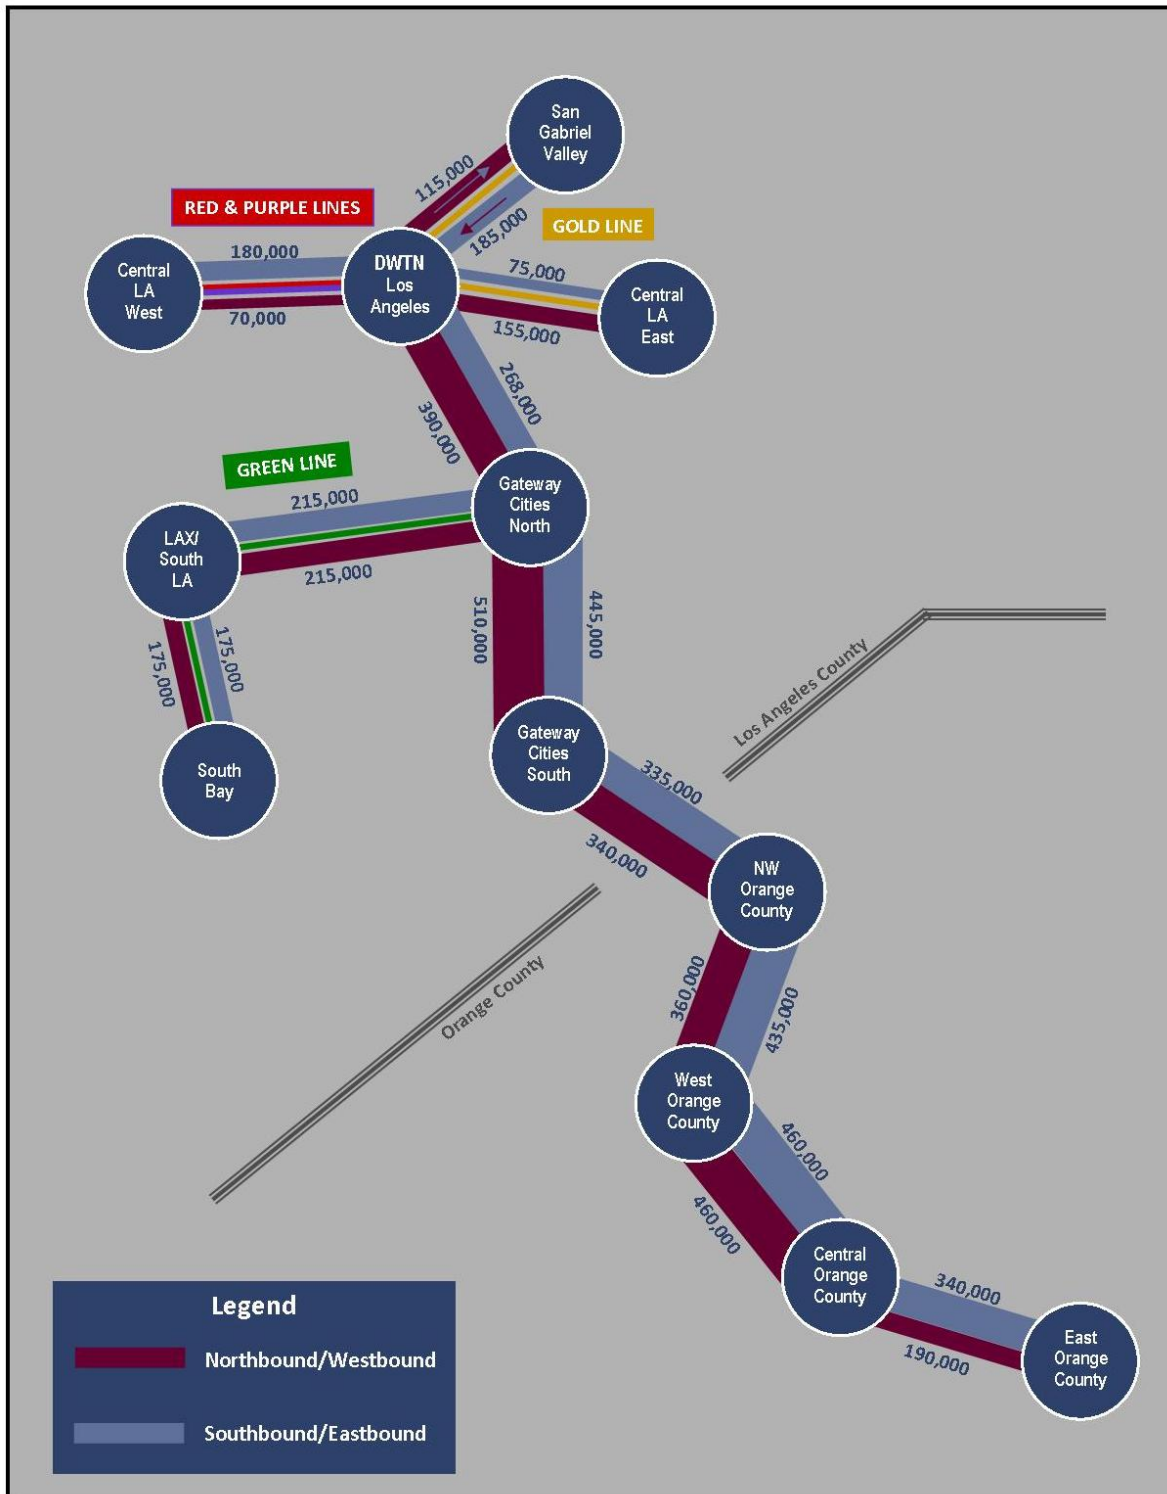 San
Gabriel
Valley
115,000
RED & PURPLE LINES
GOLD LINE
185,000
180,000
DWTN
Los
Angeles
75,000
Central
LA
West
Central
LA
East
70,000
155,000
268,000
390,000
GREEN LINE
215,000
Gateway
Cities
North
LAX/
South
LA
215,000
510,000
445,000
175,000
175,000
Los Angeles County
South
Bay
Gateway
Cities
South
335,000
340,000
NW
Orange
County
Orange County
360,000
435,000
West
Orange
County
460,000
460,000
Central
Orange
County
340,000
190,000
East
Orange
County
Legend
Northbound/Westbound
Southbound/Eastbound